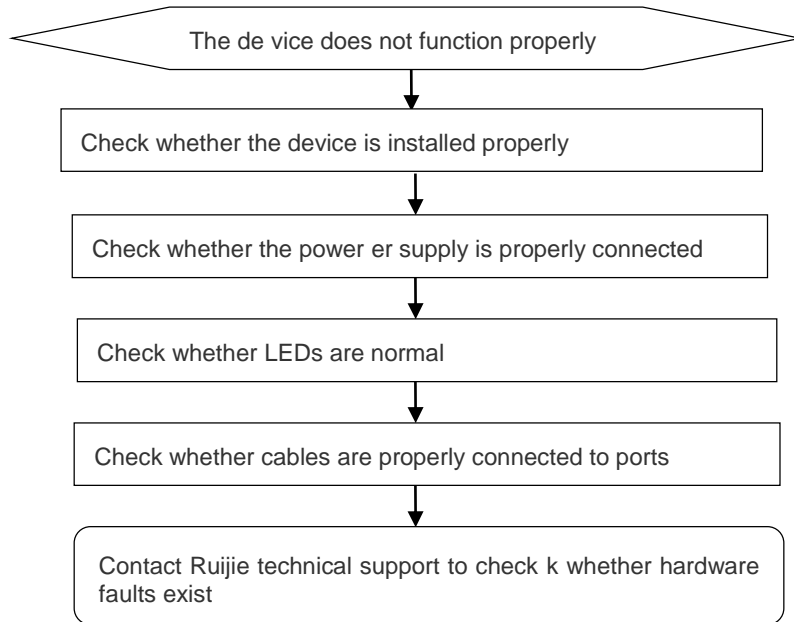 The de vice does not function properly
Check whether the device is installed properly
Check whether the power er supply is properly connected
Check whether LEDs are normal
Check whether cables are properly connected to ports
Contact Ruijie technical support to check k whether hardware
faults exist